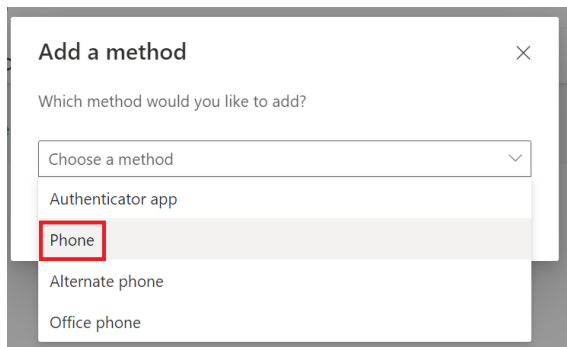 Add a method
Which method would you like to add?
Choose a method
Authenticator app
Phone
Alternate phone
Office phone